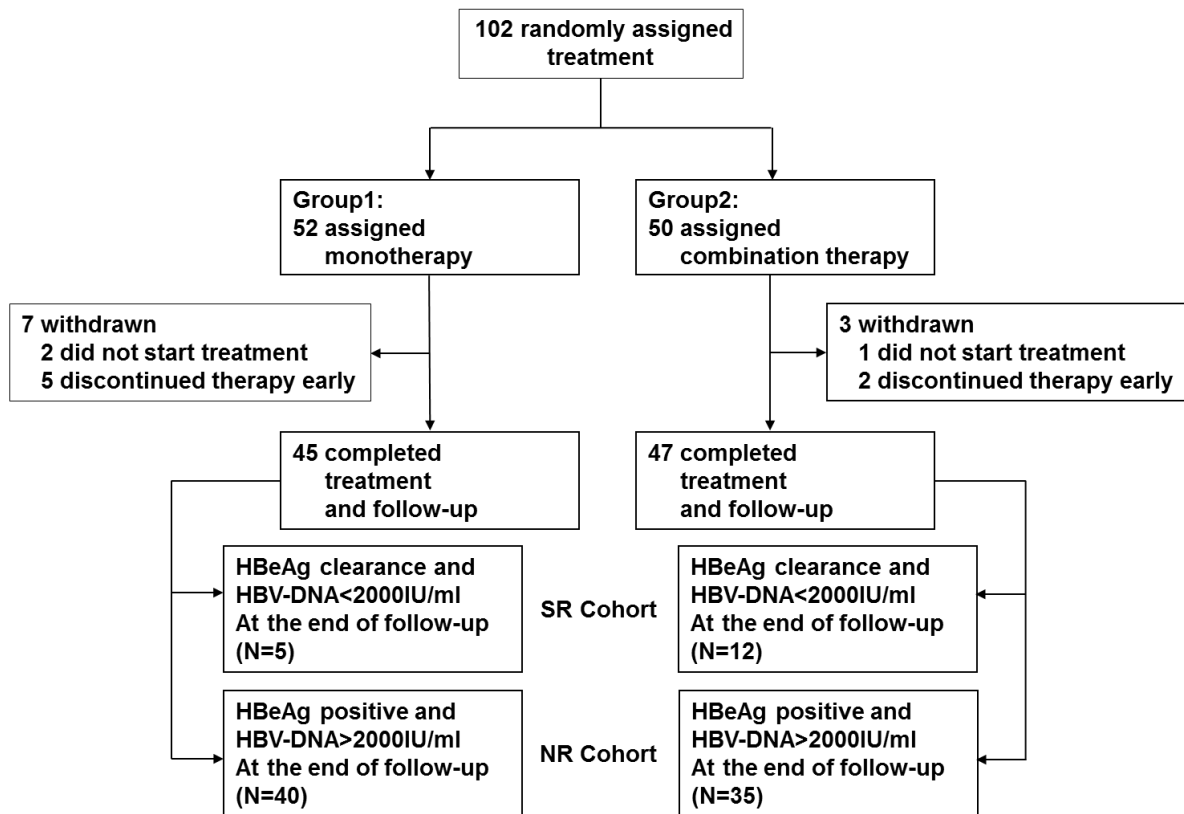 102 randomly assigned
treatment
Group1:
52 assigned
monotherapy
Group2:
50 assigned
combination therapy
7 withdrawn
2 did not start treatment
5 discontinued therapy early
3 withdrawn
1 did not start treatment
2 discontinued therapy early
45 completed
treatment
and follow-up
47 completed
treatment
and follow-up
HBeAg clearance and
HBV-DNA<2000IU/ml
At the end of follow-up
(N=5)
SR Cohort
HBeAg clearance and
HBV-DNA<2000IU/ml
At the end of follow-up
(N=12)
HBeAg positive and
HBV-DNA>2000IU/ml
At the end of follow-up
(N=40)
NR Cohort
HBeAg positive and
HBV-DNA>2000IU/ml
At the end of follow-up
(N=35)